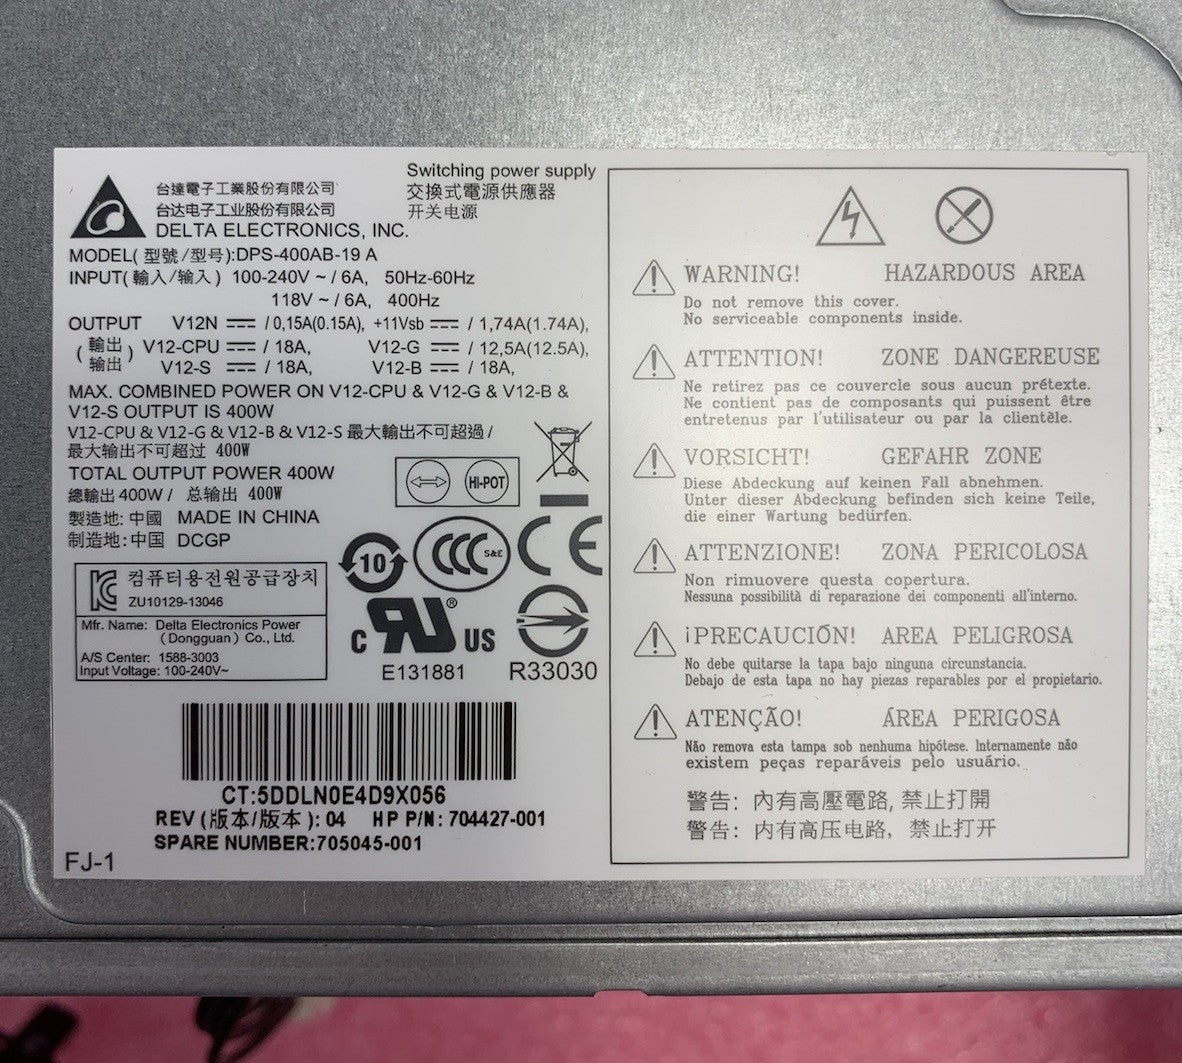 Switching power supply
台達電子工業股份有限公司
交換式電源供應器
台达电子工业股份有限公司
开关电源
DELTA ELECTRONICS, INC.
MODEL( 型號/型号):DPS-400AB-19 A
INPUT( 輸入/输入 ) 100-240V ~ / 6A, 50Hz-60Hz
118V ~ / 6A, 400Hz
OUTPUT V12N / 0,15A(0.15A), +11Vsb / 1,74A(1.74A),
( 輸出 ) V12-CPU / 18A, V12-G / 12,5A(12.5A),
输出 V12-S / 18A, V12-B / 18A,
MAX. COMBINED POWER ON V12-CPU & V12-G & V12-B &
V12-S OUTPUT IS 400W
V12-CPU & V12-G & V12-B & V12-S 最大輸出不可超過 /
最大输出不可超过 400W
TOTAL OUTPUT POWER 400W
總輸出 400W / 总输出 400W
製造地: 中國 MADE IN CHINA
制造地: 中国 DCGP
HI-POT
10
CCC S&E
CE
KC 컴퓨터용전원공급장치
ZU10129-13046
Mfr. Name: Delta Electronics Power
( Dongguan ) Co., Ltd.
A/S Center: 1588-3003
Input Voltage: 100-240V~
C RU ® US
E131881
R33030
CT:5DDLN0E4D9X056
REV (版本/版本 ): 04 HP P/N: 704427-001
SPARE NUMBER:705045-001
FJ-1
WARNING! HAZARDOUS AREA
Do not remove this cover.
No serviceable components inside.
ATTENTION! ZONE DANGEREUSE
Ne retirez pas ce couvercle sous aucun prétexte.
Ne contient pas de composants qui puissent être
entretenus par l'utilisateur ou par la clientèle.
VORSICHT! GEFAHR ZONE
Diese Abdeckung auf keinen Fall abnehmen.
Unter dieser Abdeckung befinden sich keine Teile,
die einer Wartung bedürfen.
ATTENZIONE! ZONA PERICOLOSA
Non rimuovere questa copertura.
Nessuna possibilità di reparazione dei componenti all'interno.
¡PRECAUCIÓN! AREA PELIGROSA
No debe quitarse la tapa bajo ninguna circunstancia.
Debajo de esta tapa no hay piezas reparables por el propietario.
ATENÇÃO! ÁREA PERIGOSA
Não remova esta tampa sob nenhuma hipótese. Internamente não
existem peças reparáveis pelo usuário.
警告: 內有高壓電路, 禁止打開
警告: 内有高压电路, 禁止打开